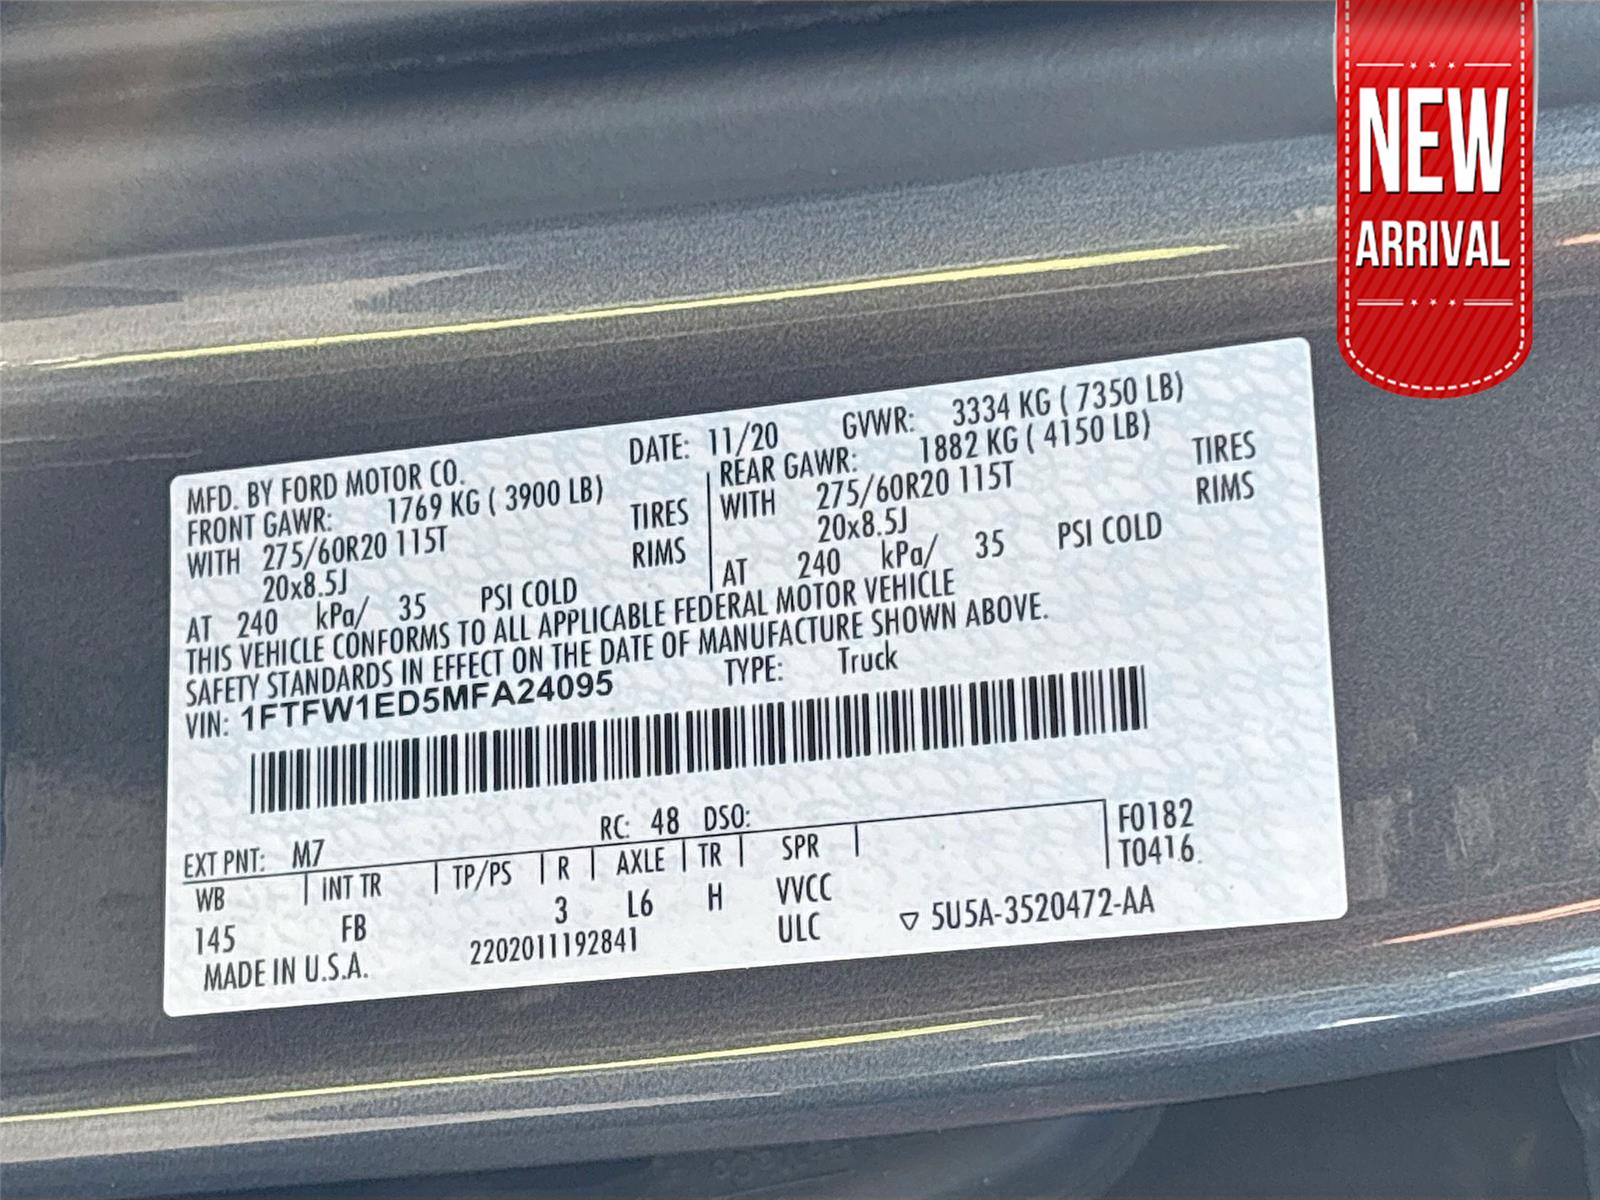 NEW
ARRIVAL
MFD. BY FORD MOTOR CO. DATE: 11/20 GVWR: 3334 KG ( 7350 LB)
FRONT GAWR: 1769 KG ( 3900 LB) REAR GAWR: 1882 KG ( 4150 LB)
WITH 275/60R20 115T TIRES WITH 275/60R20 115T TIRES
20x8.5J RIMS 20x8.5J RIMS
AT 240 kPa/ 35 PSI COLD AT 240 kPa/ 35 PSI COLD
THIS VEHICLE CONFORMS TO ALL APPLICABLE FEDERAL MOTOR VEHICLE
SAFETY STANDARDS IN EFFECT ON THE DATE OF MANUFACTURE SHOWN ABOVE.
VIN: 1FTFW1ED5MFA24095 TYPE: Truck
EXT PNT: M7 RC: 48 DSO: F0182
WB INT TR TP/PS R AXLE TR SPR T0416
145 FB 3 L6 H VVCC
MADE IN U.S.A. 2202011192841 ULC ▽ 5U5A-3520472-AA